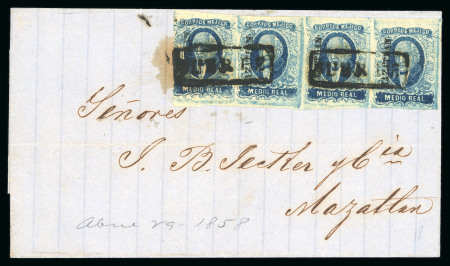 CORREOS MEJICO CORREOS MEJICO CORREOS MEJICO CORREOS MEJICO
MEDIO REAL MEDIO REAL MEDIO REAL MEDIO REAL
Señores
J. B. Jecker y Cia
Mazatlan
Abril 29-1858